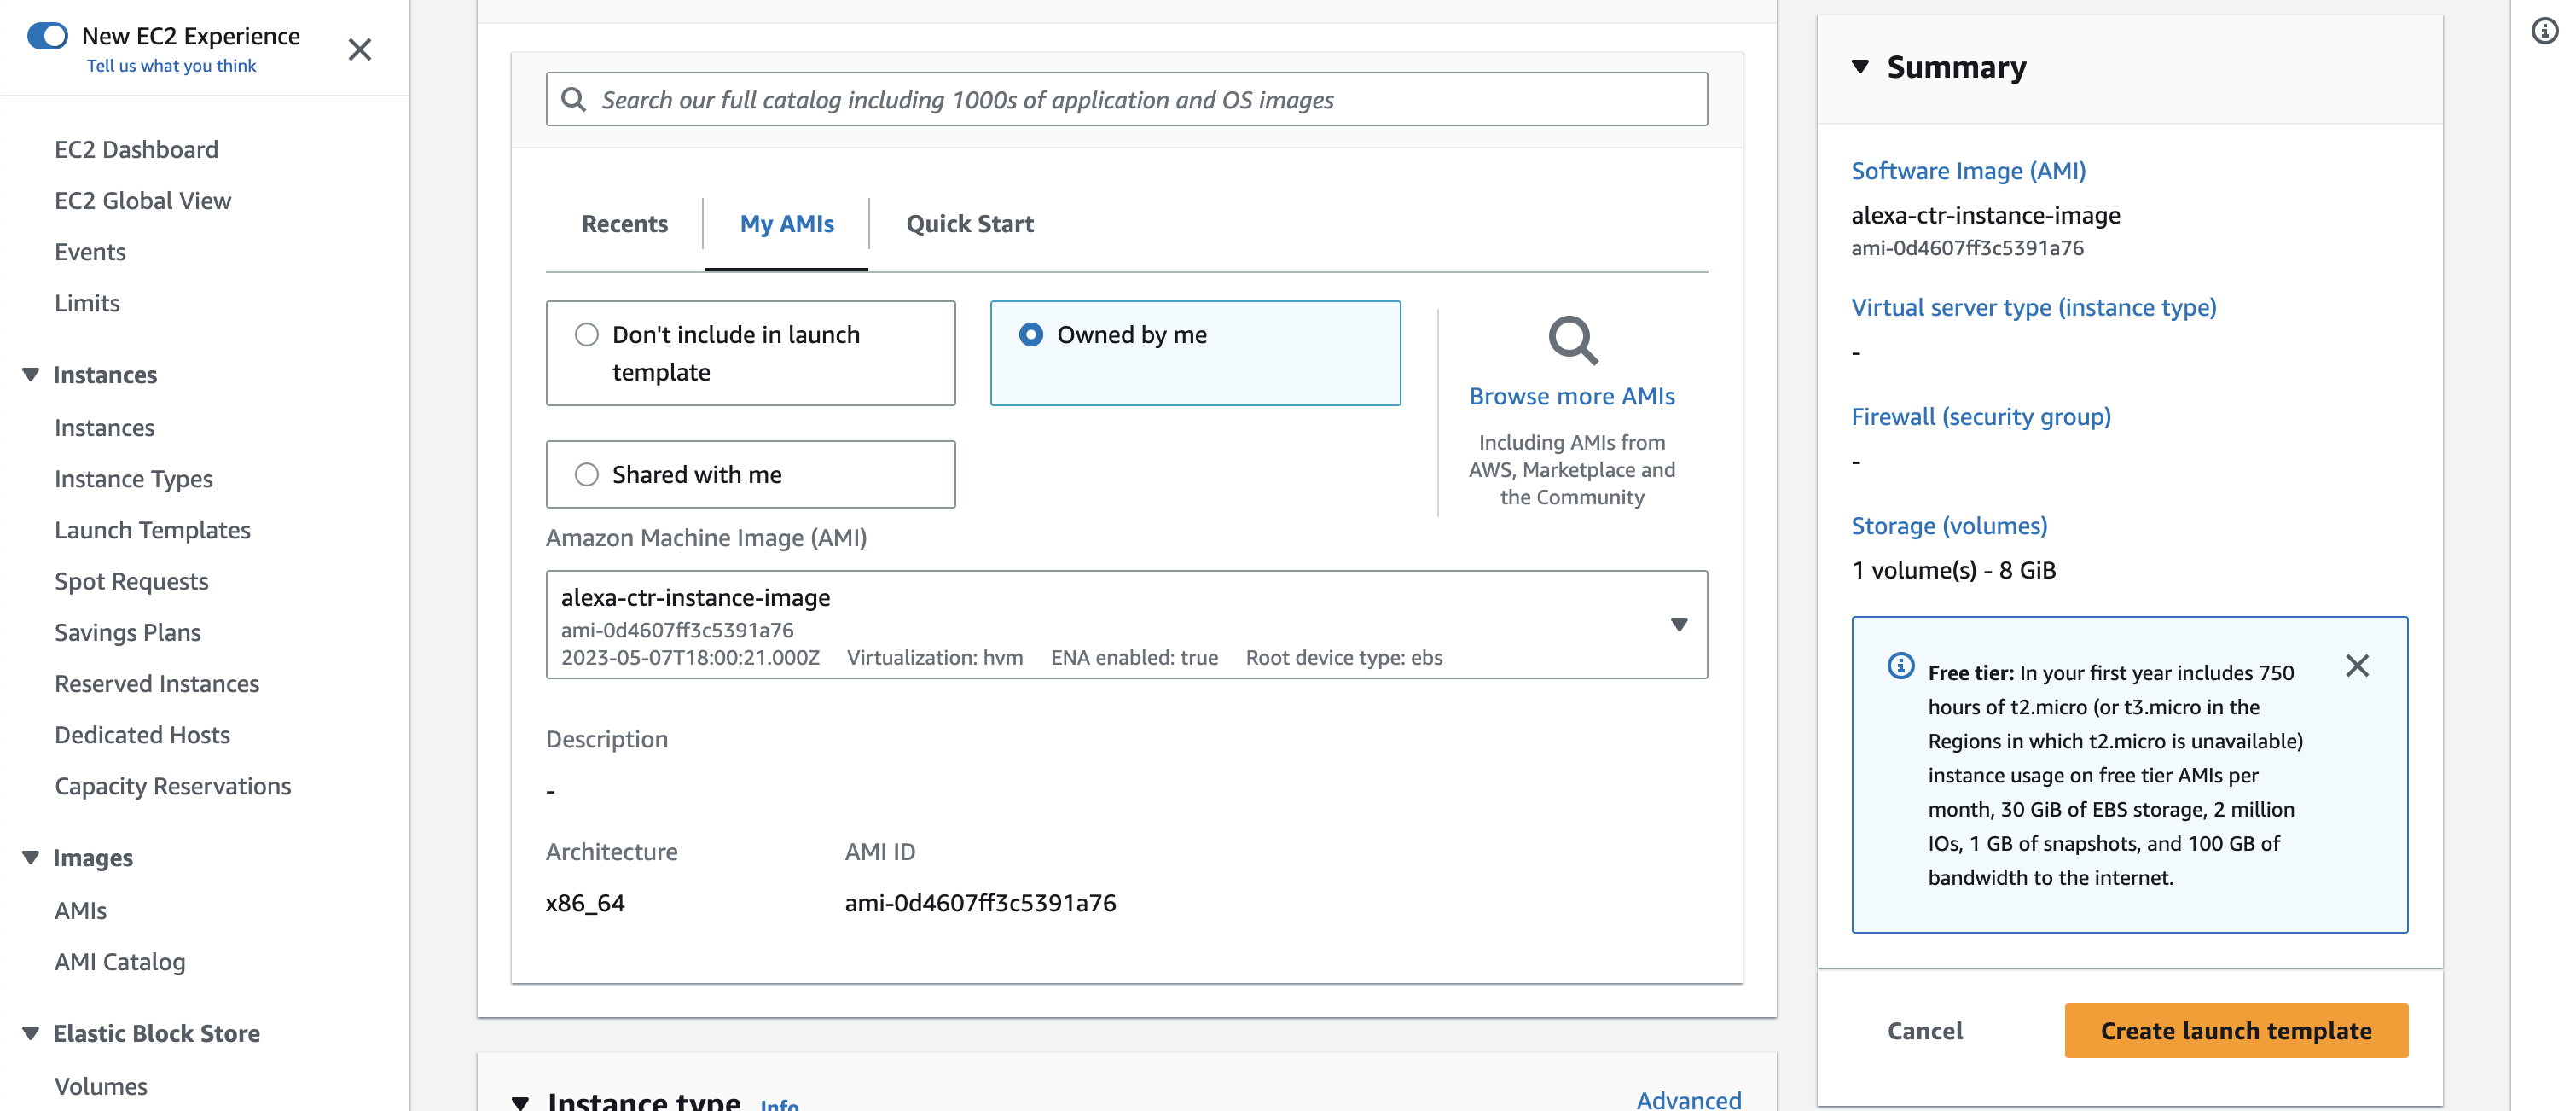 New EC2 Experience
Tell us what you think
EC2 Dashboard
EC2 Global View
Events
Limits
Instances
Instances
Instance Types
Launch Templates
Spot Requests
Savings Plans
Reserved Instances
Dedicated Hosts
Capacity Reservations
Images
AMIs
AMI Catalog
Elastic Block Store
Volumes
Search our full catalog including 1000s of application and OS images
Recents
My AMIs
Quick Start
Don't include in launch
template
Owned by me
Shared with me
Browse more AMIs
Including AMIs from
AWS, Marketplace and
the Community
Amazon Machine Image (AMI)
alexa-ctr-instance-image
ami-0d4607ff3c5391a76
2023-05-07T18:00:21.000Z Virtualization: hvm ENA enabled: true Root device type: ebs
Description
-
Architecture
x86_64
AMI ID
ami-0d4607ff3c5391a76
Instance type Info
Advanced
Summary
Software Image (AMI)
alexa-ctr-instance-image
ami-0d4607ff3c5391a76
Virtual server type (instance type)
-
Firewall (security group)
-
Storage (volumes)
1 volume(s) - 8 GiB
Free tier: In your first year includes 750
hours of t2.micro (or t3.micro in the
Regions in which t2.micro is unavailable)
instance usage on free tier AMIs per
month, 30 GiB of EBS storage, 2 million
IOs, 1 GB of snapshots, and 100 GB of
bandwidth to the internet.
Cancel
Create launch template